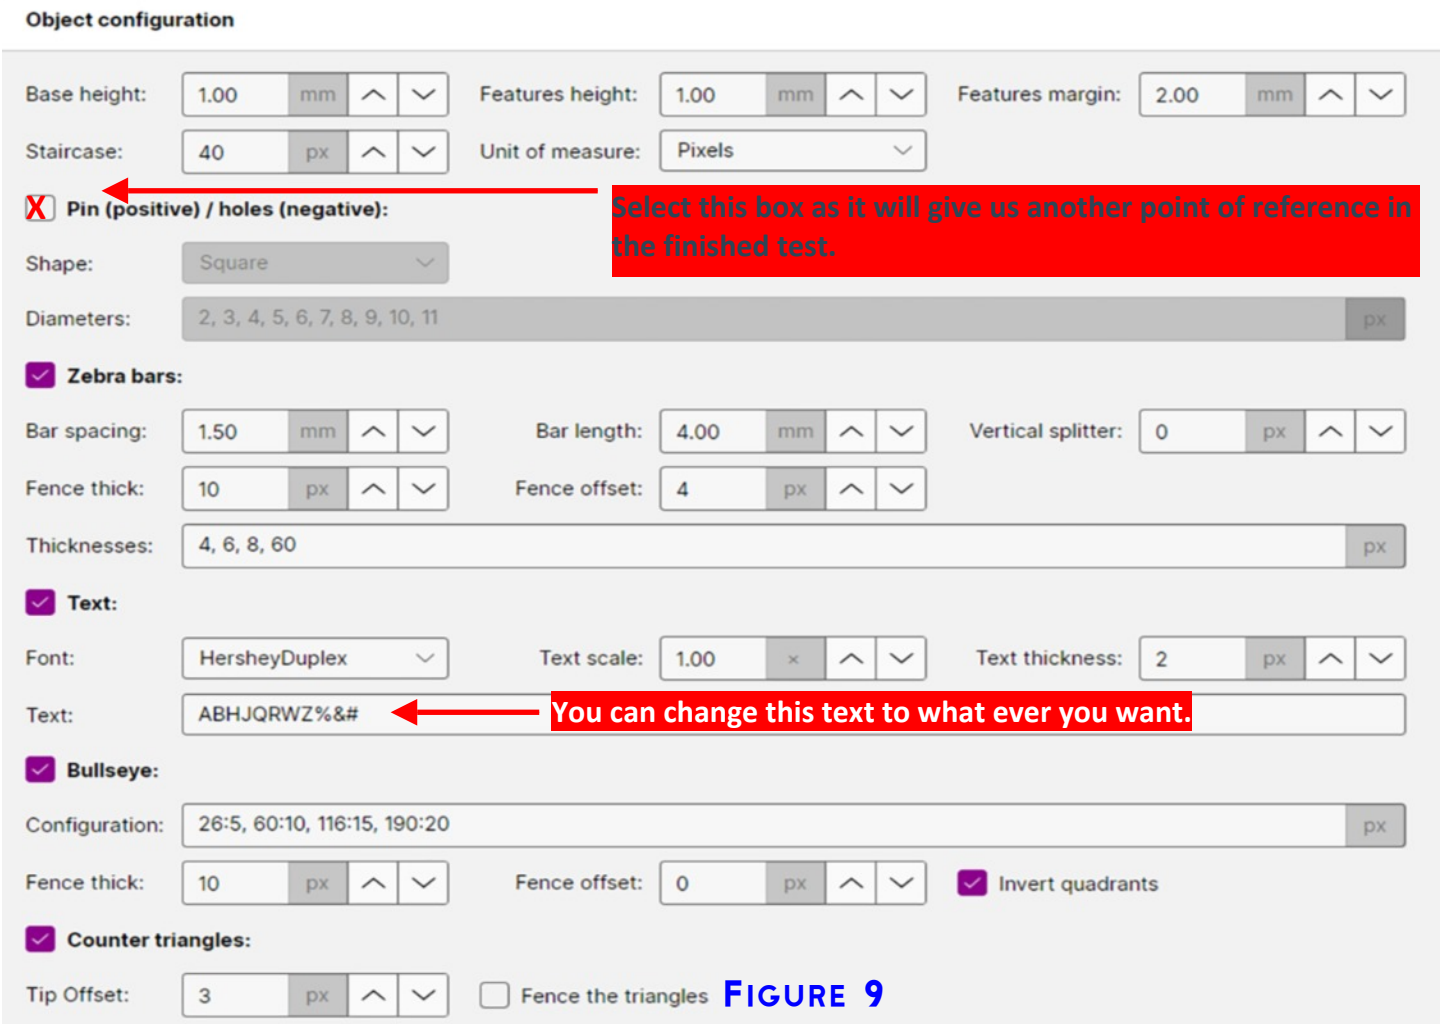 Object configuration
Base height: 1.00 mm Features height: 1.00 mm Features margin: 2.00 mm
Staircase: 40 px Unit of measure: Pixels
X Pin (positive) / holes (negative):
Select this box as it will give us another point of reference in
the finished test.
Shape: Square
Diameters: 2, 3, 4, 5, 6, 7, 8, 9, 10, 11 px
Zebra bars:
Bar spacing: 1.50 mm Bar length: 4.00 mm Vertical splitter: 0 px
Fence thick: 10 px Fence offset: 4 px
Thicknesses: 4, 6, 8, 60 px
Text:
Font: HersheyDuplex Text scale: 1.00 × Text thickness: 2 px
Text: ABHJQRWZ%&# You can change this text to what ever you want.
Bullseye:
Configuration: 26:5, 60:10, 116:15, 190:20 px
Fence thick: 10 px Fence offset: 0 px Invert quadrants
Counter triangles:
Tip Offset: 3 px Fence the triangles FIGURE 9